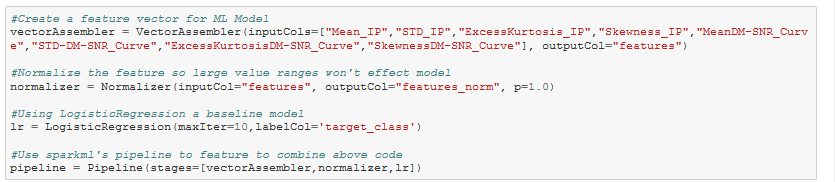 #Create a feature vector for ML Model
vectorAssembler = VectorAssembler(inputCols=["Mean_IP","STD_IP","ExcessKurtosis_IP","Skewness_IP","MeanDM-SNR_Curv
e","STD-DM-SNR_Curve","ExcessKurtosisDM-SNR_Curve","SkewnessDM-SNR_Curve"], outputCol="features")
#Normalize the feature so large value ranges won't effect model
normalizer = Normalizer(inputCol="features", outputCol="features_norm", p=1.0)
#Using LogisticRegression a baseline model
lr = LogisticRegression(maxIter=10,labelCol='target_class')
#Use sparkml's pipeline to feature to combine above code
pipeline = Pipeline(stages=[vectorAssembler,normalizer,lr])